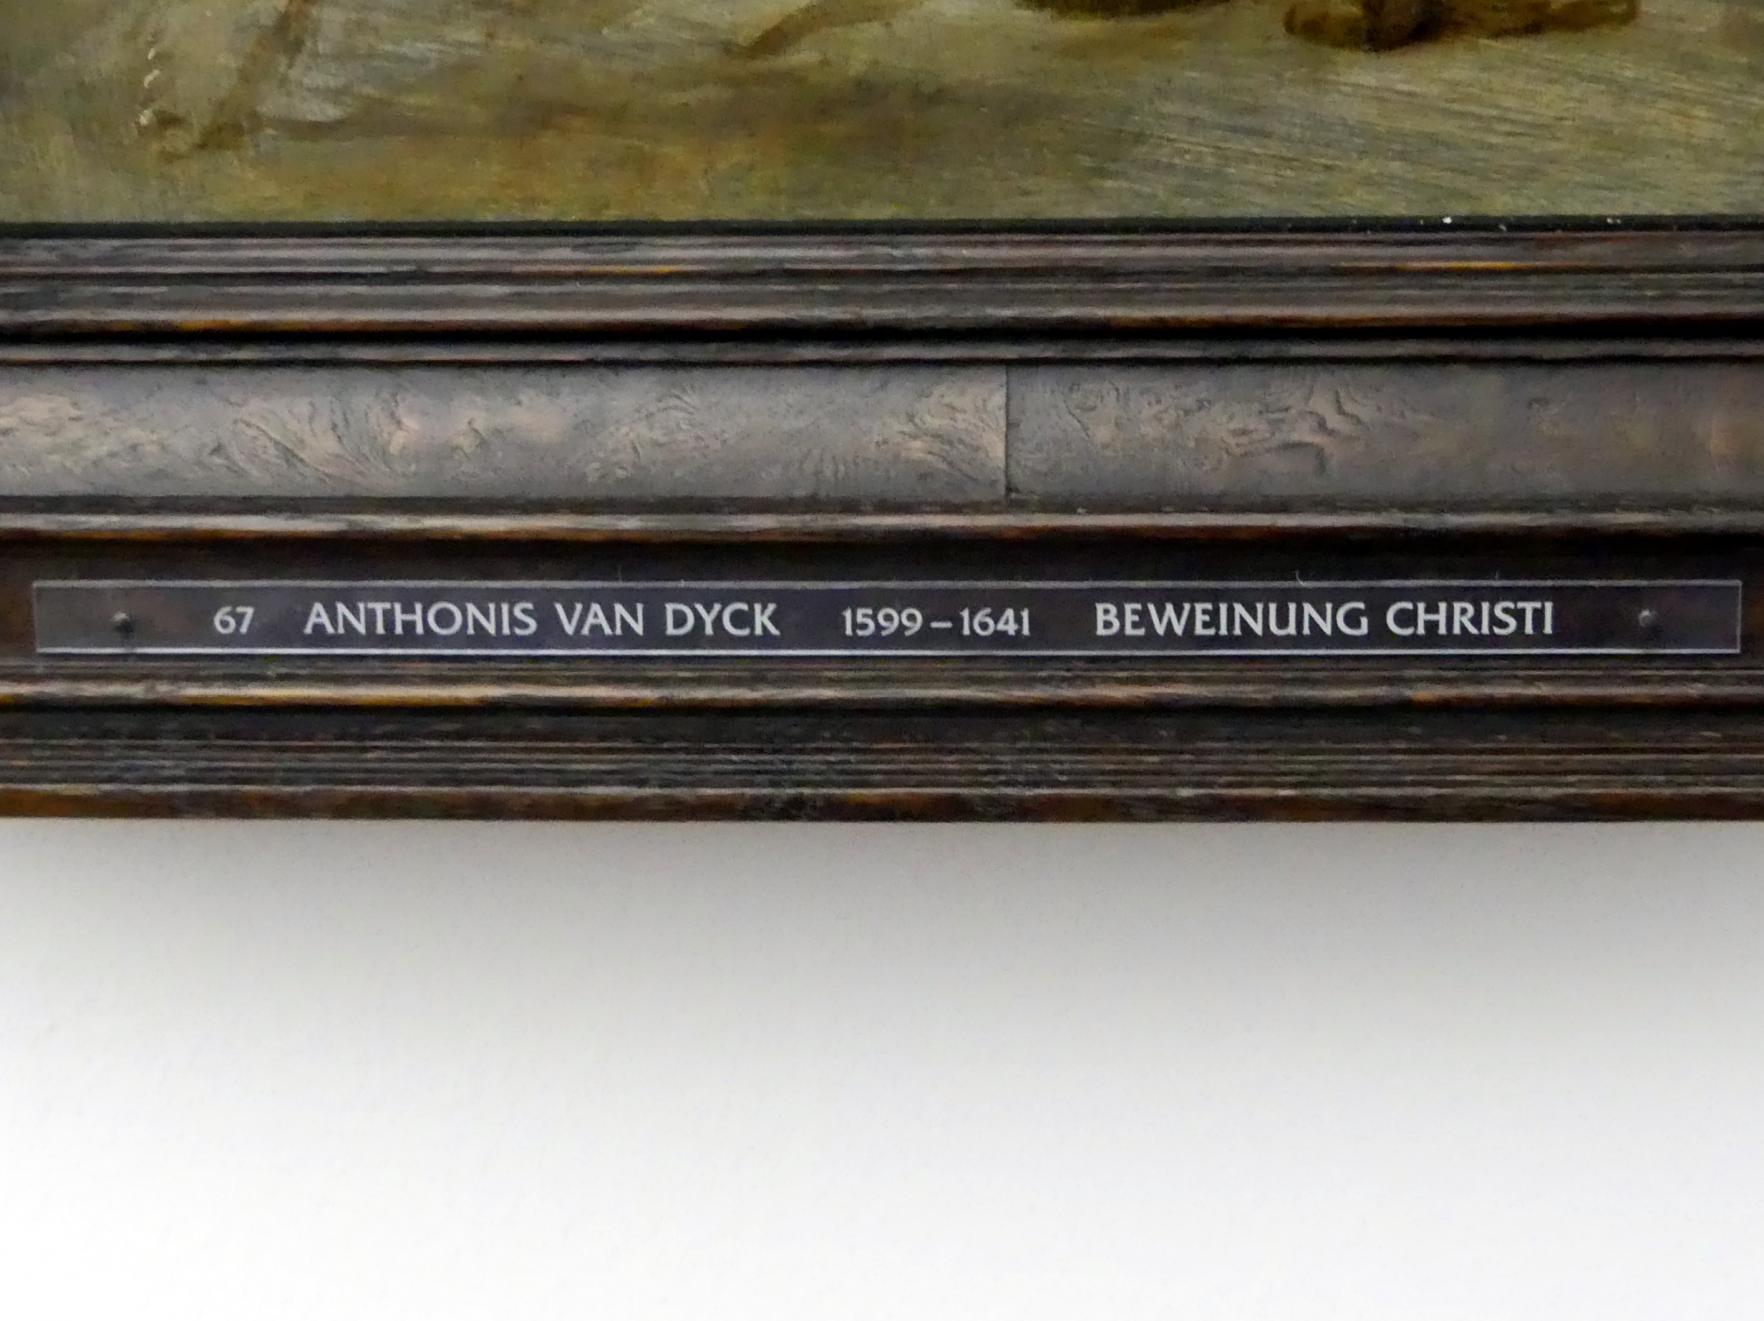 67 ANTHONIS VAN DYCK 1599–1641 BEWEINUNG CHRISTI